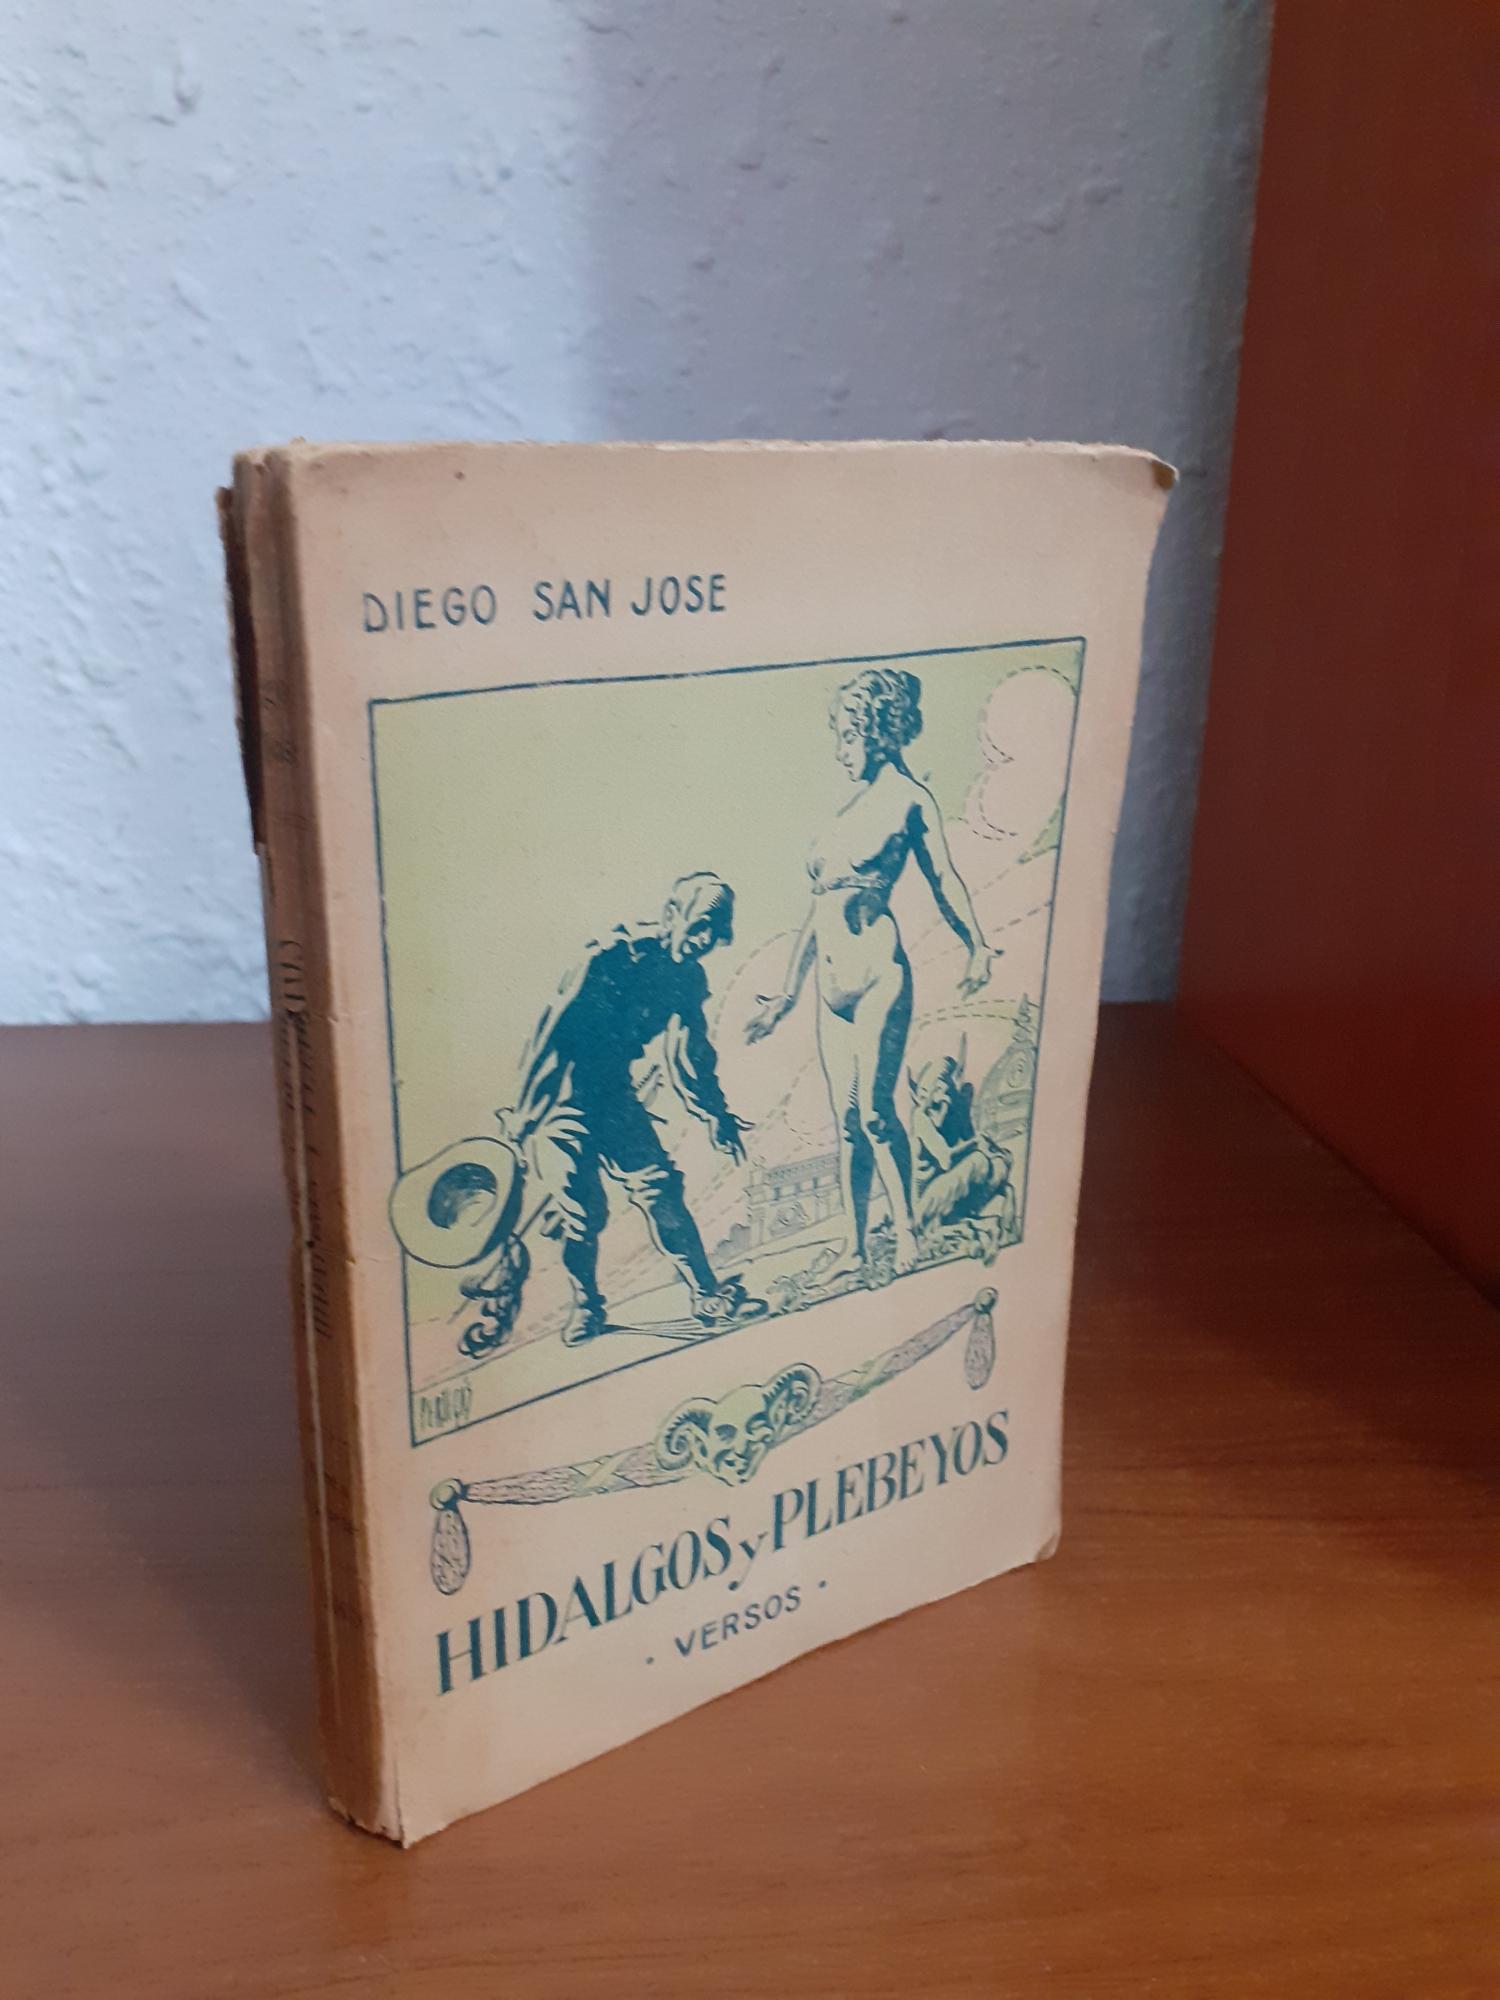 DIEGO SAN JOSE
HIDALGOS y PLEBEYOS
· VERSOS ·